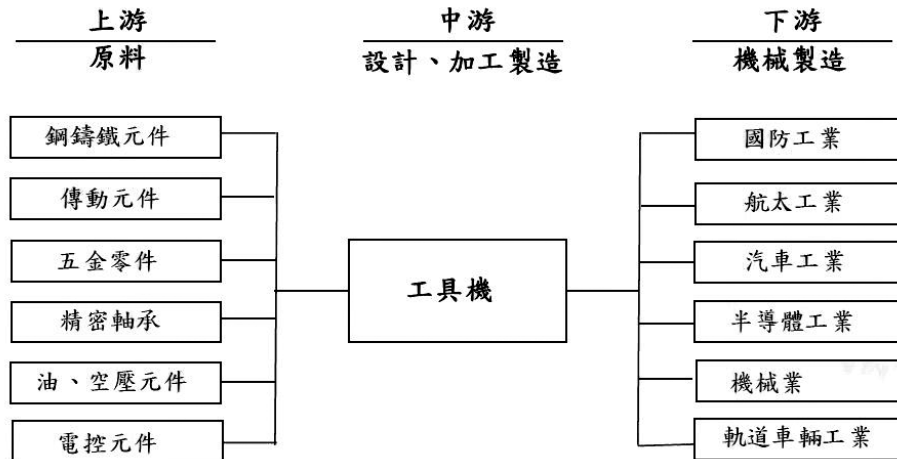 上游
原料
中游
設計、加工製造
下游
機械製造
鋼鑄鐵元件
傳動元件
五金零件
精密軸承
油、空壓元件
電控元件
工具機
國防工業
航太工業
汽車工業
半導體工業
機械業
軌道車輛工業